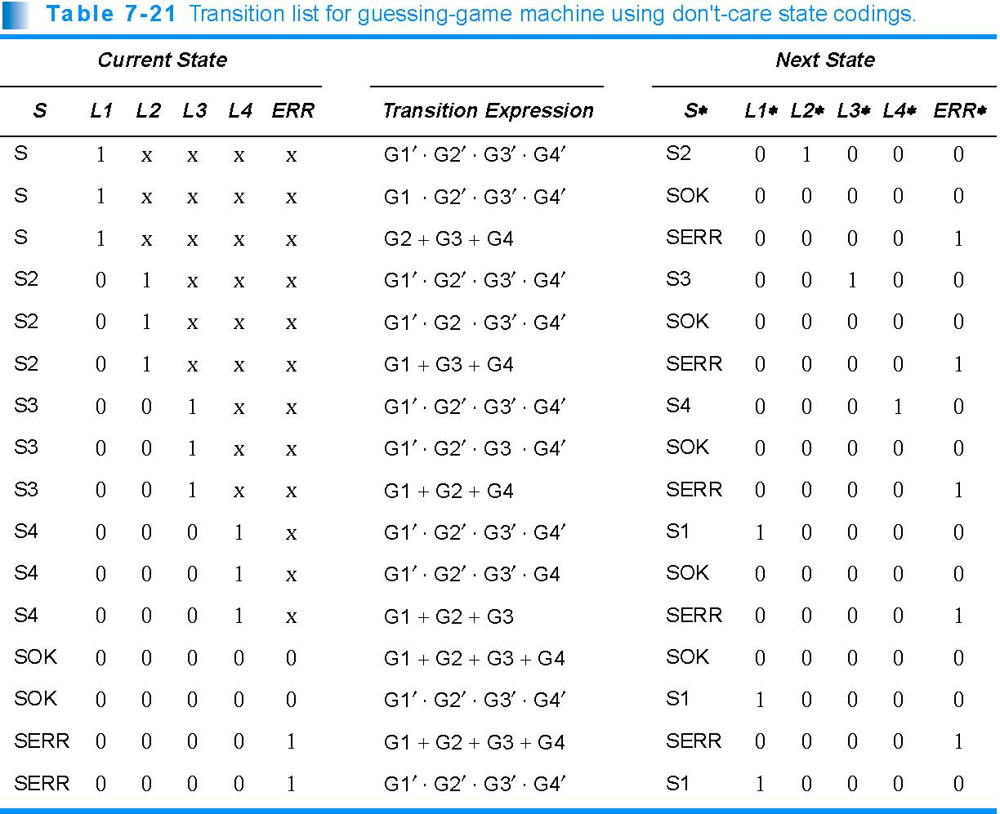 Table 7-21 Transition list for guessing-game machine using don't-care state codings.
Current State Next State
S L1 L2 L3 L4 ERR Transition Expression S∗ L1∗ L2∗ L3∗ L4∗ ERR∗
S 1 x x x x G1′ · G2′ · G3′ · G4′ S2 0 1 0 0 0
S 1 x x x x G1 · G2′ · G3′ · G4′ SOK 0 0 0 0 0
S 1 x x x x G2 + G3 + G4 SERR 0 0 0 0 1
S2 0 1 x x x G1′ · G2′ · G3′ · G4′ S3 0 0 1 0 0
S2 0 1 x x x G1′ · G2 · G3′ · G4′ SOK 0 0 0 0 0
S2 0 1 x x x G1 + G3 + G4 SERR 0 0 0 0 1
S3 0 0 1 x x G1′ · G2′ · G3′ · G4′ S4 0 0 0 1 0
S3 0 0 1 x x G1′ · G2′ · G3 · G4′ SOK 0 0 0 0 0
S3 0 0 1 x x G1 + G2 + G4 SERR 0 0 0 0 1
S4 0 0 0 1 x G1′ · G2′ · G3′ · G4′ S1 1 0 0 0 0
S4 0 0 0 1 x G1′ · G2′ · G3′ · G4 SOK 0 0 0 0 0
S4 0 0 0 1 x G1 + G2 + G3 SERR 0 0 0 0 1
SOK 0 0 0 0 0 G1 + G2 + G3 + G4 SOK 0 0 0 0 0
SOK 0 0 0 0 0 G1′ · G2′ · G3′ · G4′ S1 1 0 0 0 0
SERR 0 0 0 0 1 G1 + G2 + G3 + G4 SERR 0 0 0 0 1
SERR 0 0 0 0 1 G1′ · G2′ · G3′ · G4′ S1 1 0 0 0 0